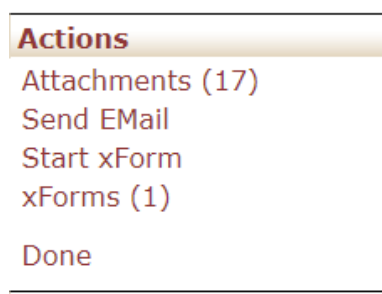 Actions
Attachments (17)
Send EMail
Start xForm
xForms (1)
Done